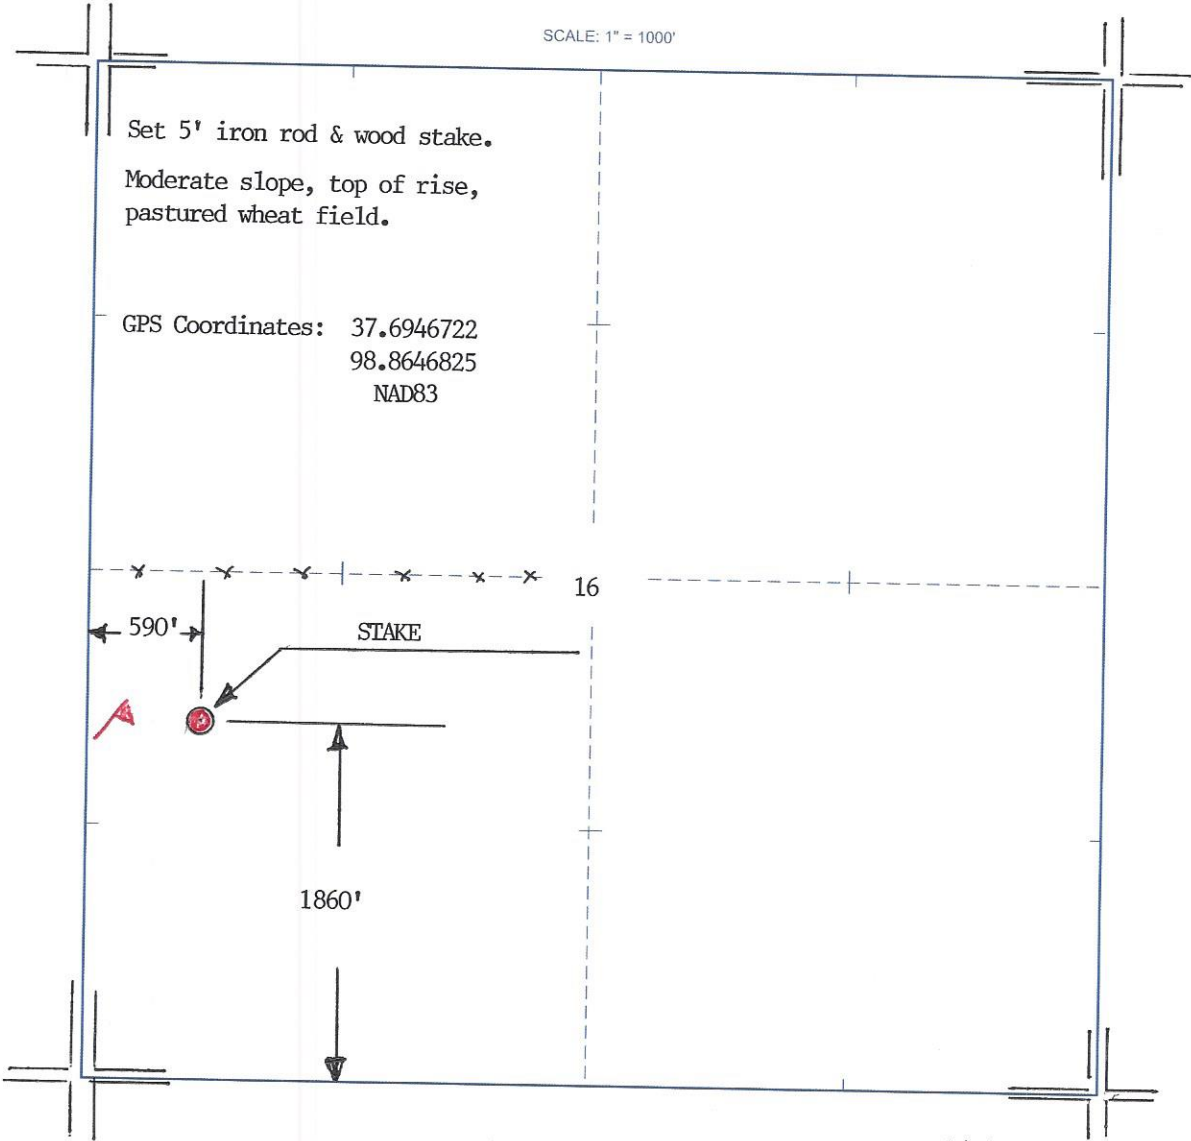 SCALE: 1" = 1000'
Set 5' iron rod & wood stake.
Moderate slope, top of rise,
pastured wheat field.
GPS Coordinates: 37.6946722
98.8646825
NAD83
16
590'
STAKE
1860'